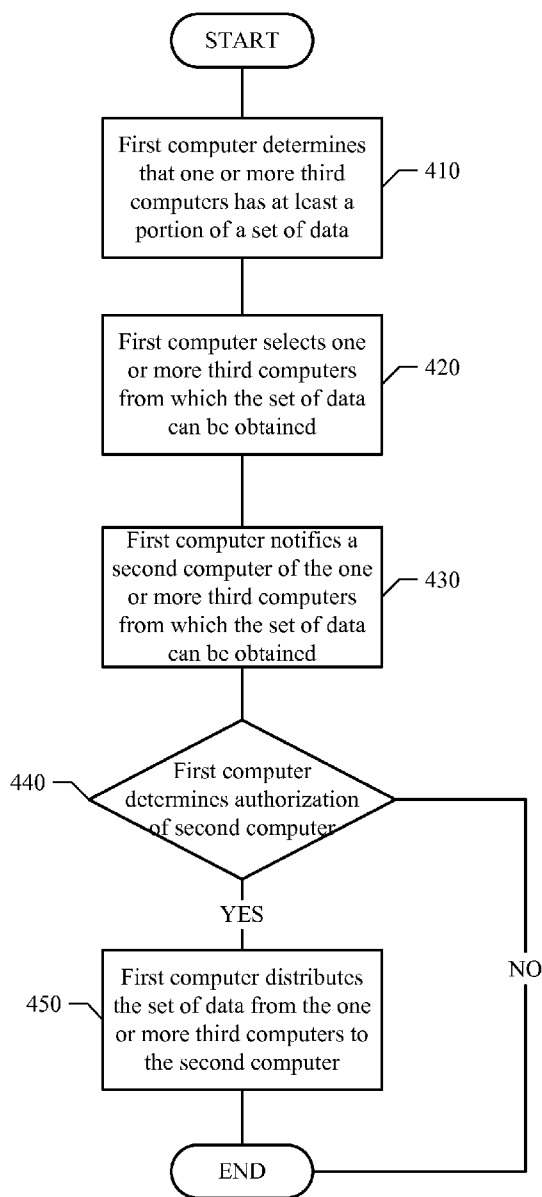 START
First computer determines
that one or more third
computers has at least a
portion of a set of data
410
First computer selects one
or more third computers
from which the set of data
can be obtained
420
First computer notifies a
second computer of the one
or more third computers
from which the set of data
can be obtained
430
440
First computer
determines authorization
of second computer
YES
NO
450
First computer distributes
the set of data from the one
or more third computers to
the second computer
END